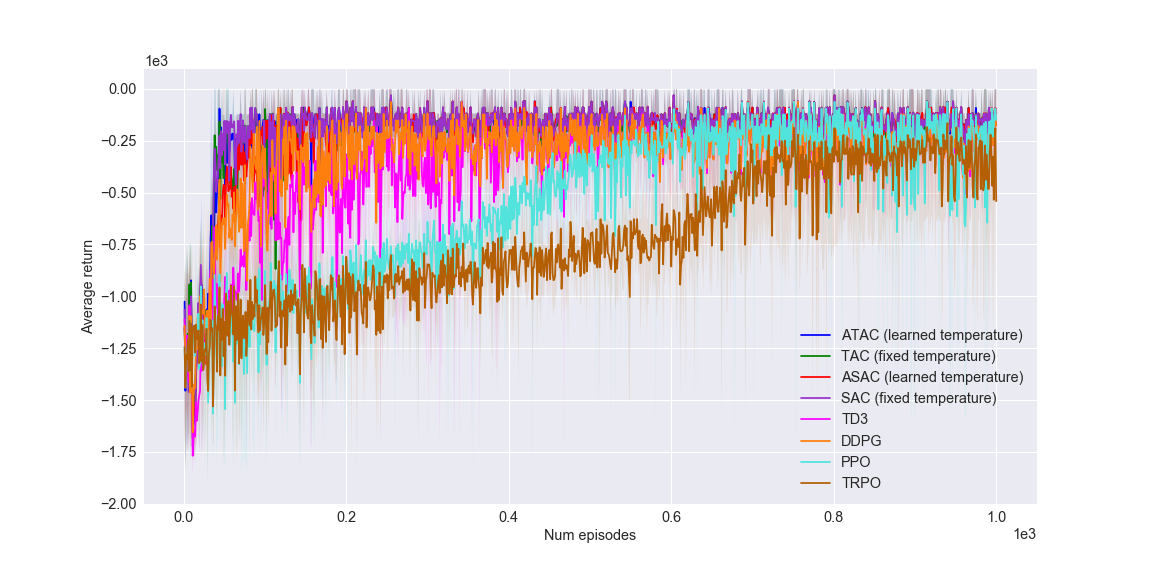 1e3
0.00
−0.25
−0.50
−0.75
−1.00
−1.25
−1.50
−1.75
−2.00
Average return
ATAC (learned temperature)
TAC (fixed temperature)
ASAC (learned temperature)
SAC (fixed temperature)
TD3
DDPG
PPO
TRPO
0.0 0.2 0.4 0.6 0.8 1.0
Num episodes
1e3